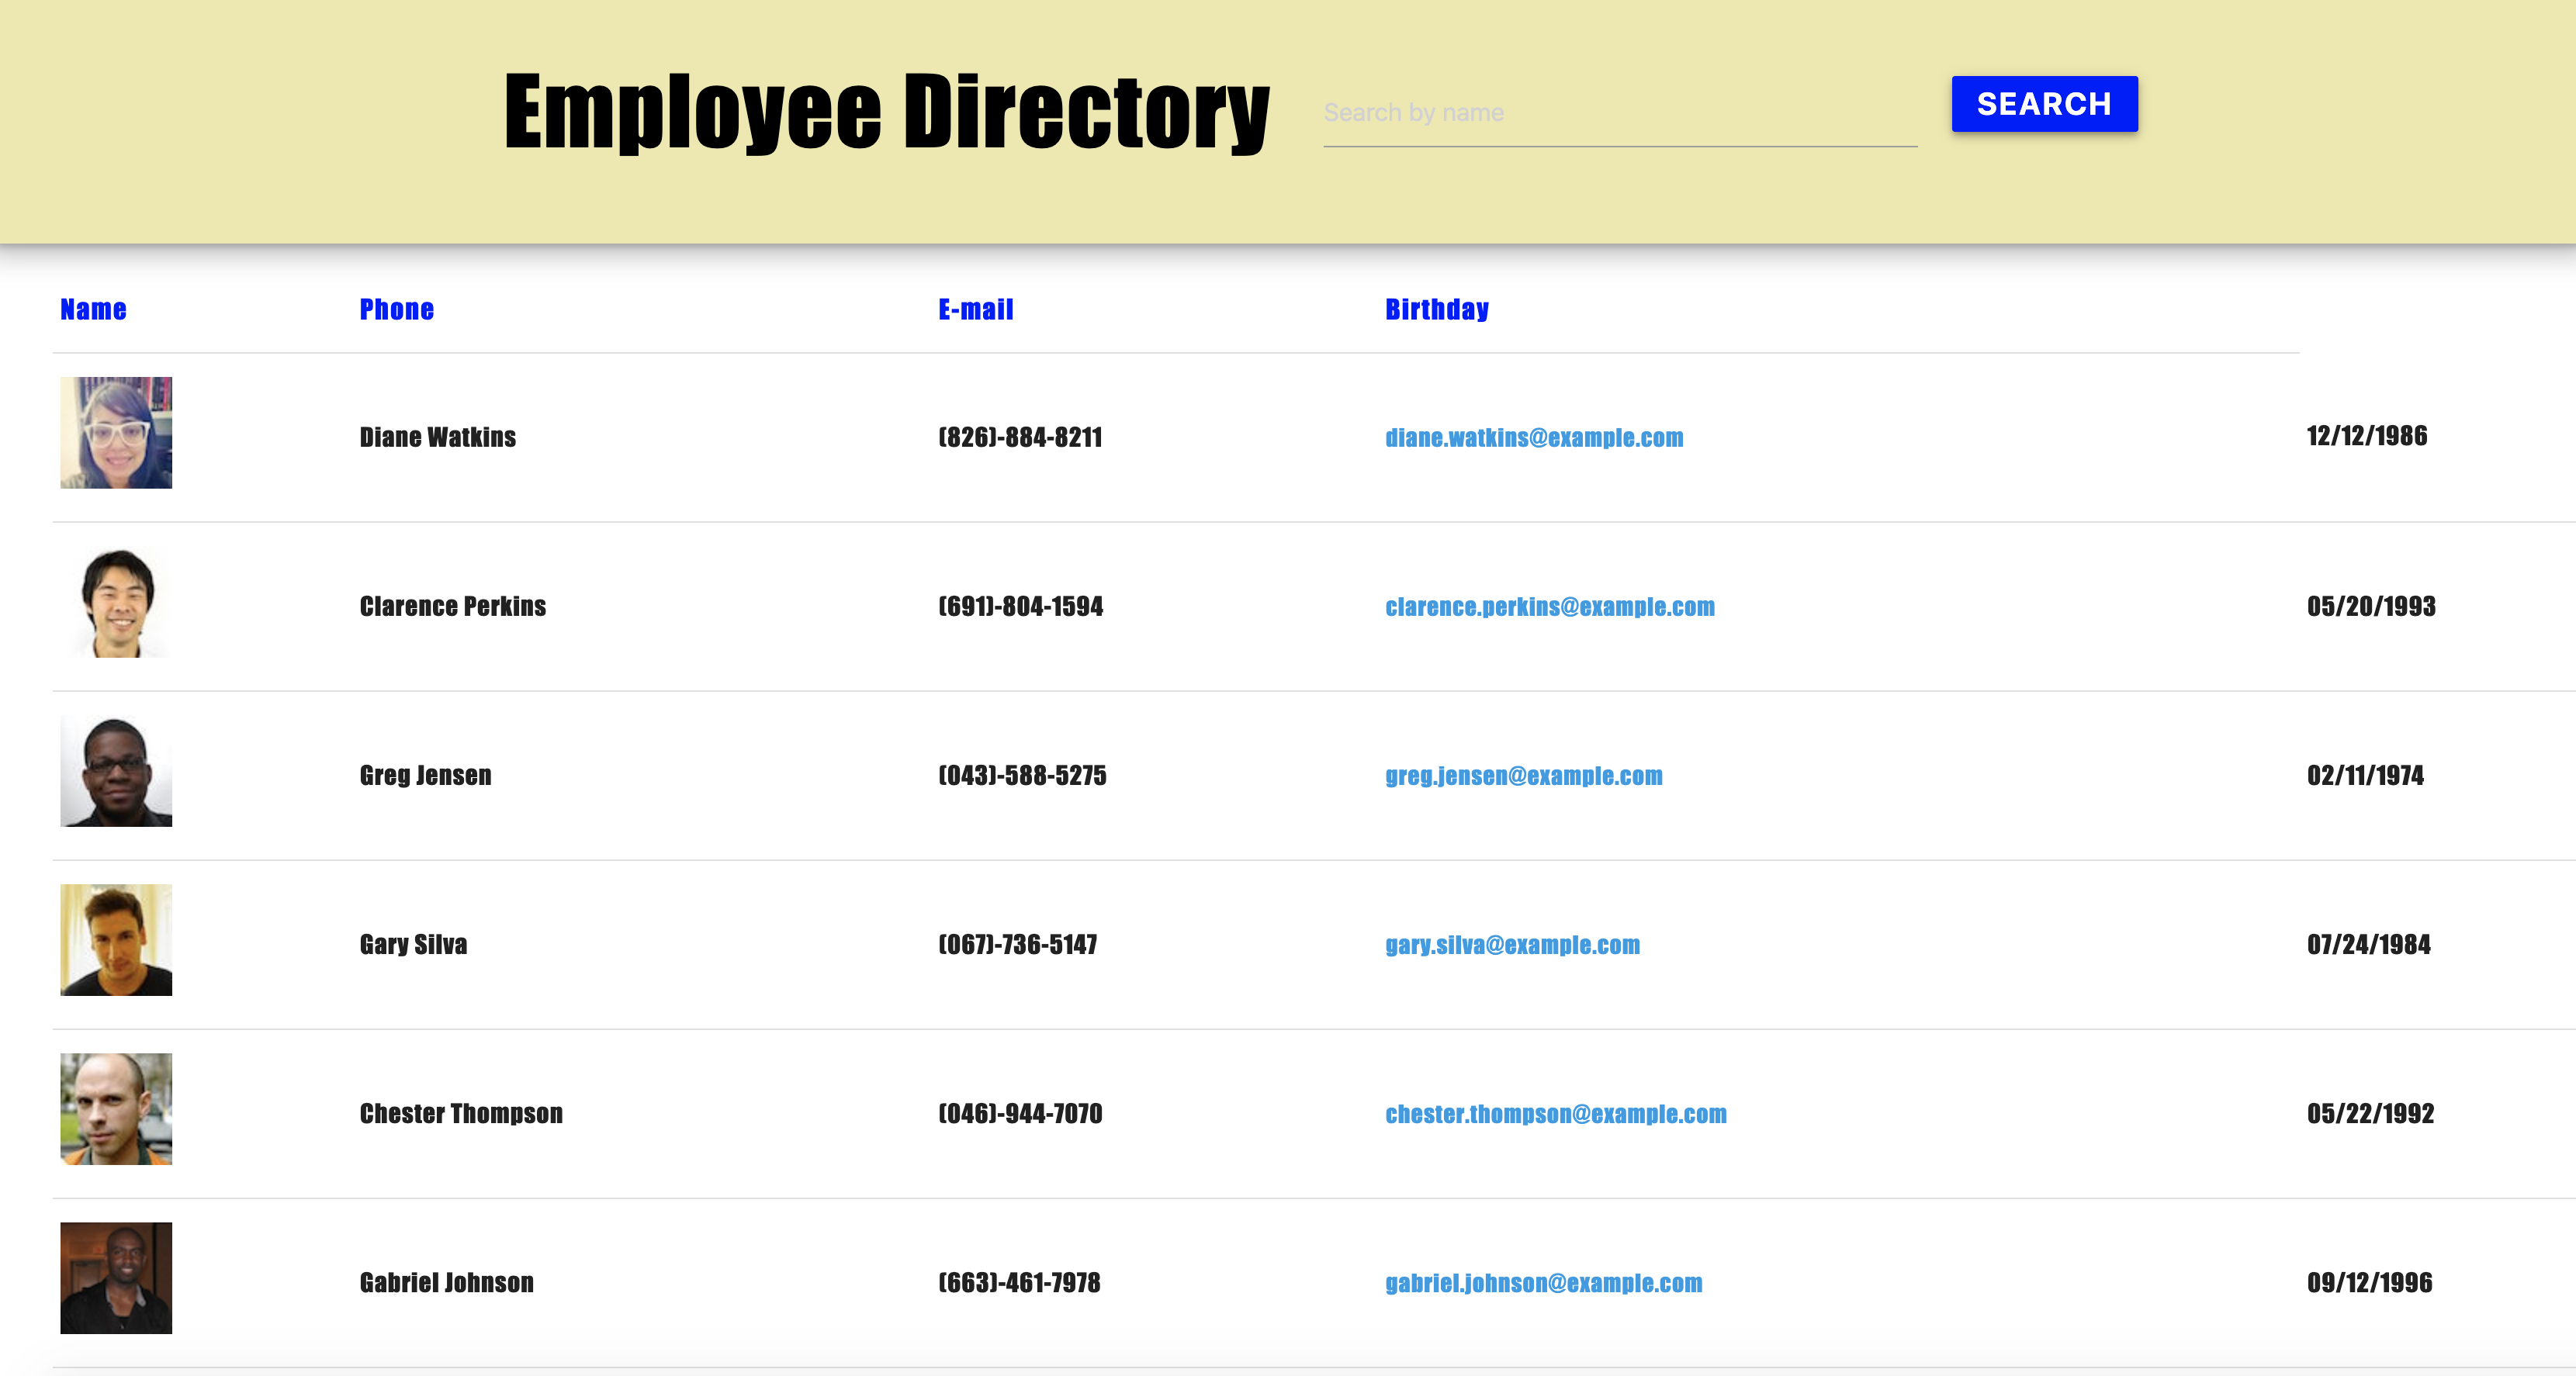 Employee Directory Search by name SEARCH
Name Phone E-mail Birthday
Diane Watkins (826)-884-8211 diane.watkins@example.com 12/12/1986
Clarence Perkins (691)-804-1594 clarence.perkins@example.com 05/20/1993
Greg Jensen (043)-588-5275 greg.jensen@example.com 02/11/1974
Gary Silva (067)-736-5147 gary.silva@example.com 07/24/1984
Chester Thompson (046)-944-7070 chester.thompson@example.com 05/22/1992
Gabriel Johnson (663)-461-7978 gabriel.johnson@example.com 09/12/1996